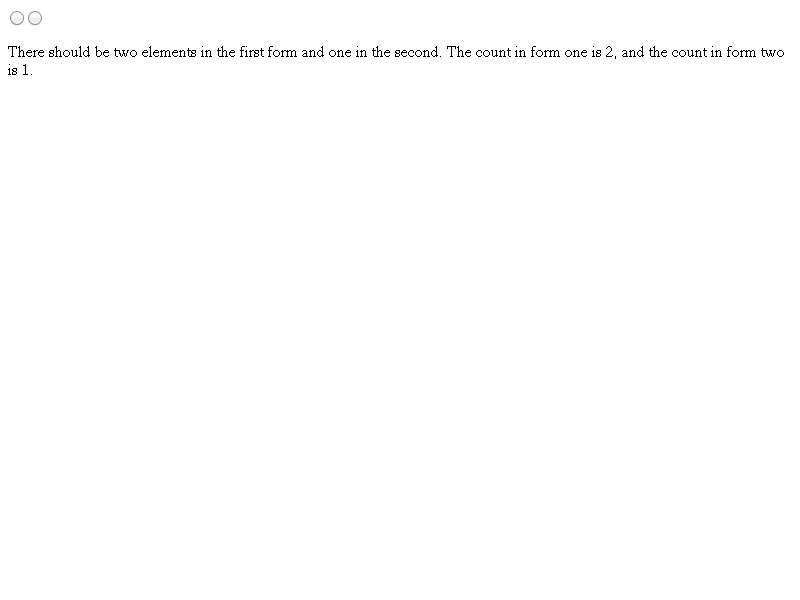 There should be two elements in the first form and one in the second. The count in form one is 2, and the count in form two
is 1.